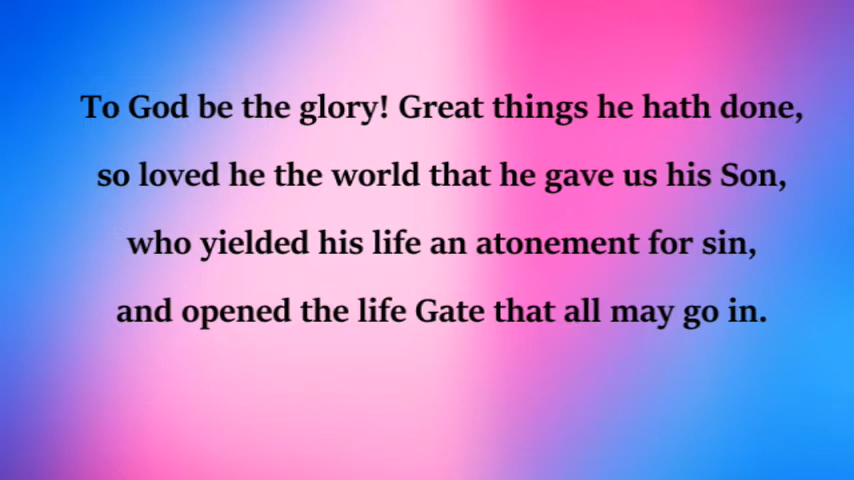 To God be the glory! Great things he hath done,
so loved he the world that he gave us his Son,
who yielded his life an atonement for sin,
and opened the life Gate that all may go in.